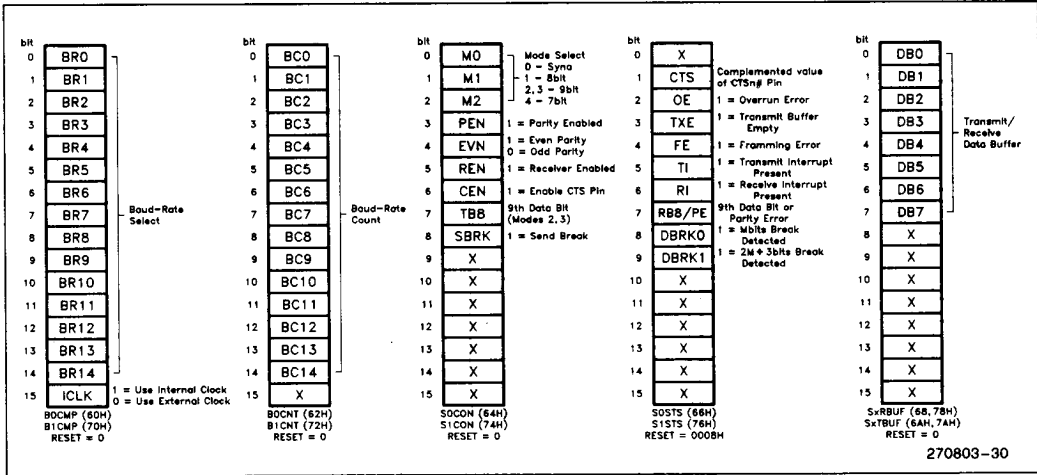 bit
0 BR0
1 BR1
2 BR2
3 BR3
4 BR4
5 BR5
6 BR6
7 BR7
8 BR8
9 BR9
10 BR10
11 BR11
12 BR12
13 BR13
14 BR14
15 ICLK
Baud-Rate
Select
1 = Use Internal Clock
0 = Use External Clock
B0CMP (60H)
B1CMP (70H)
RESET = 0
bit
0 BC0
1 BC1
2 BC2
3 BC3
4 BC4
5 BC5
6 BC6
7 BC7
8 BC8
9 BC9
10 BC10
11 BC11
12 BC12
13 BC13
14 BC14
15 X
Baud-Rate
Count
B0CNT (62H)
B1CNT (72H)
RESET = 0
bit
0 M0
1 M1
2 M2
Mode Select
0 - Sync
1 - 8bit
2, 3 - 9bit
4 - 7bit
3 PEN 1 = Parity Enabled
4 EVN 1 = Even Parity
0 = Odd Parity
5 REN 1 = Receiver Enabled
6 CEN 1 = Enable CTS Pin
7 TB8 9th Data Bit
(Modes 2, 3)
8 SBRK 1 = Send Break
9 X
10 X
11 X
12 X
13 X
14 X
15 X
S0CON (64H)
S1CON (74H)
RESET = 0
bit
0 X
1 CTS Complemented value
of CTSn# Pin
2 OE 1 = Overrun Error
3 TXE 1 = Transmit Buffer
Empty
4 FE 1 = Framming Error
5 TI 1 = Transmit Interrupt
Present
6 RI 1 = Receive Interrupt
Present
7 RB8/PE 9th Data Bit or
Parity Error
8 DBRK0 1 = Mbits Break
Detected
9 DBRK1 1 = 2M + 3bits Break
Detected
10 X
11 X
12 X
13 X
14 X
15 X
S0STS (66H)
S1STS (76H)
RESET = 0008H
bit
0 DB0
1 DB1
2 DB2
3 DB3
4 DB4
5 DB5
6 DB6
7 DB7
8 X
9 X
10 X
11 X
12 X
13 X
14 X
15 X
Transmit/
Receive
Data Buffer
SxRBUF (68, 78H)
SxTBUF (6AH, 7AH)
RESET = 0
270803-30